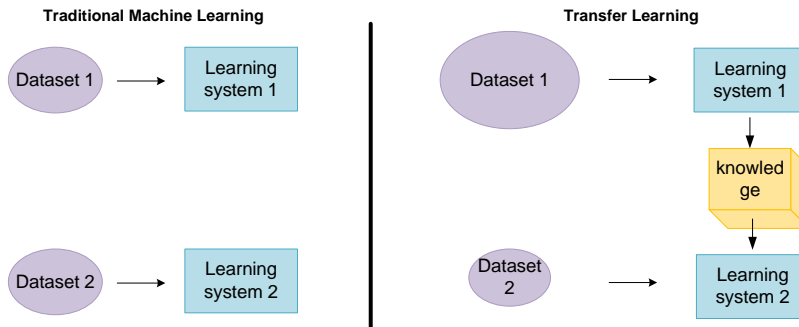 Traditional Machine Learning
Dataset 1
Learning
system 1
Dataset 2
Learning
system 2
Transfer Learning
Dataset 1
Learning
system 1
knowled
ge
Dataset
2
Learning
system 2